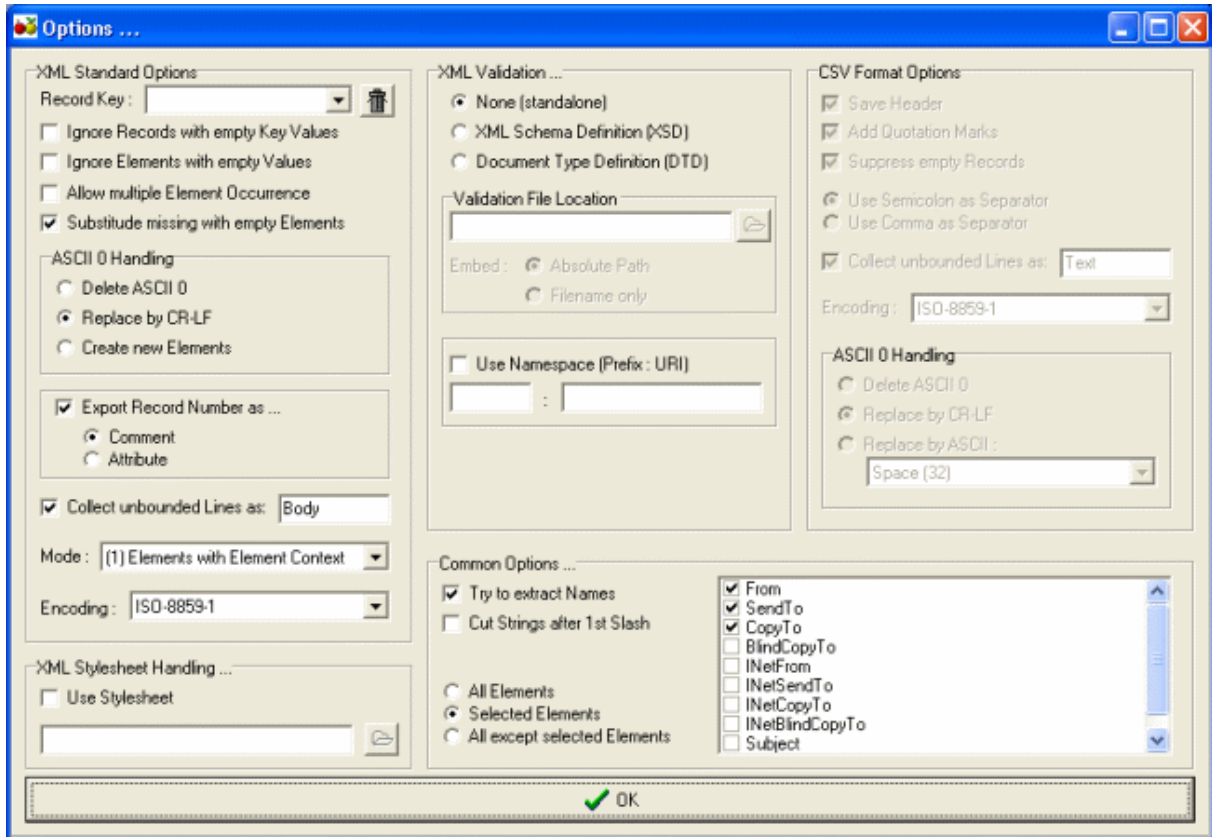 Options ...
XML Standard Options
Record Key :
Ignore Records with empty Key Values
Ignore Elements with empty Values
Allow multiple Element Occurrence
Substitude missing with empty Elements
ASCII 0 Handling
Delete ASCII 0
Replace by CR-LF
Create new Elements
Export Record Number as ...
Comment
Attribute
Collect unbounded Lines as: Body
Mode : (1) Elements with Element Context
Encoding : ISO-8859-1
XML Stylesheet Handling ...
Use Stylesheet
XML Validation ...
None (standalone)
XML Schema Definition (XSD)
Document Type Definition (DTD)
Validation File Location
Embed : Absolute Path
Filename only
Use Namespace (Prefix : URI)
:
CSV Format Options
Save Header
Add Quotation Marks
Suppress empty Records
Use Semicolon as Separator
Use Comma as Separator
Collect unbounded Lines as: Text
Encoding : ISO-8859-1
ASCII 0 Handling
Delete ASCII 0
Replace by CR-LF
Replace by ASCII :
Space (32)
Common Options ...
Try to extract Names
Cut Strings after 1st Slash
All Elements
Selected Elements
All except selected Elements
From
SendTo
CopyTo
BlindCopyTo
INetFrom
INetSendTo
INetCopyTo
INetBlindCopyTo
Subject
OK